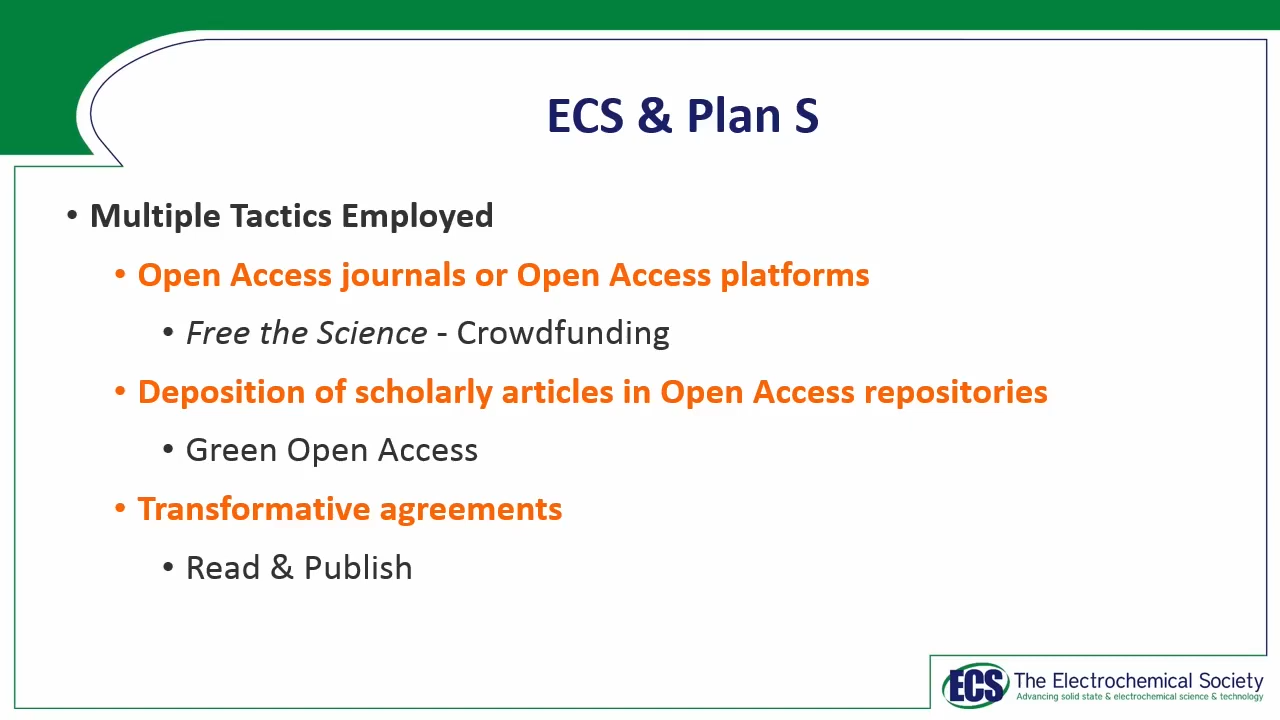 ECS & Plan S
• Multiple Tactics Employed
• Open Access journals or Open Access platforms
• Free the Science - Crowdfunding
• Deposition of scholarly articles in Open Access repositories
• Green Open Access
• Transformative agreements
• Read & Publish
ECS The Electrochemical Society
Advancing solid state & electrochemical science & technology